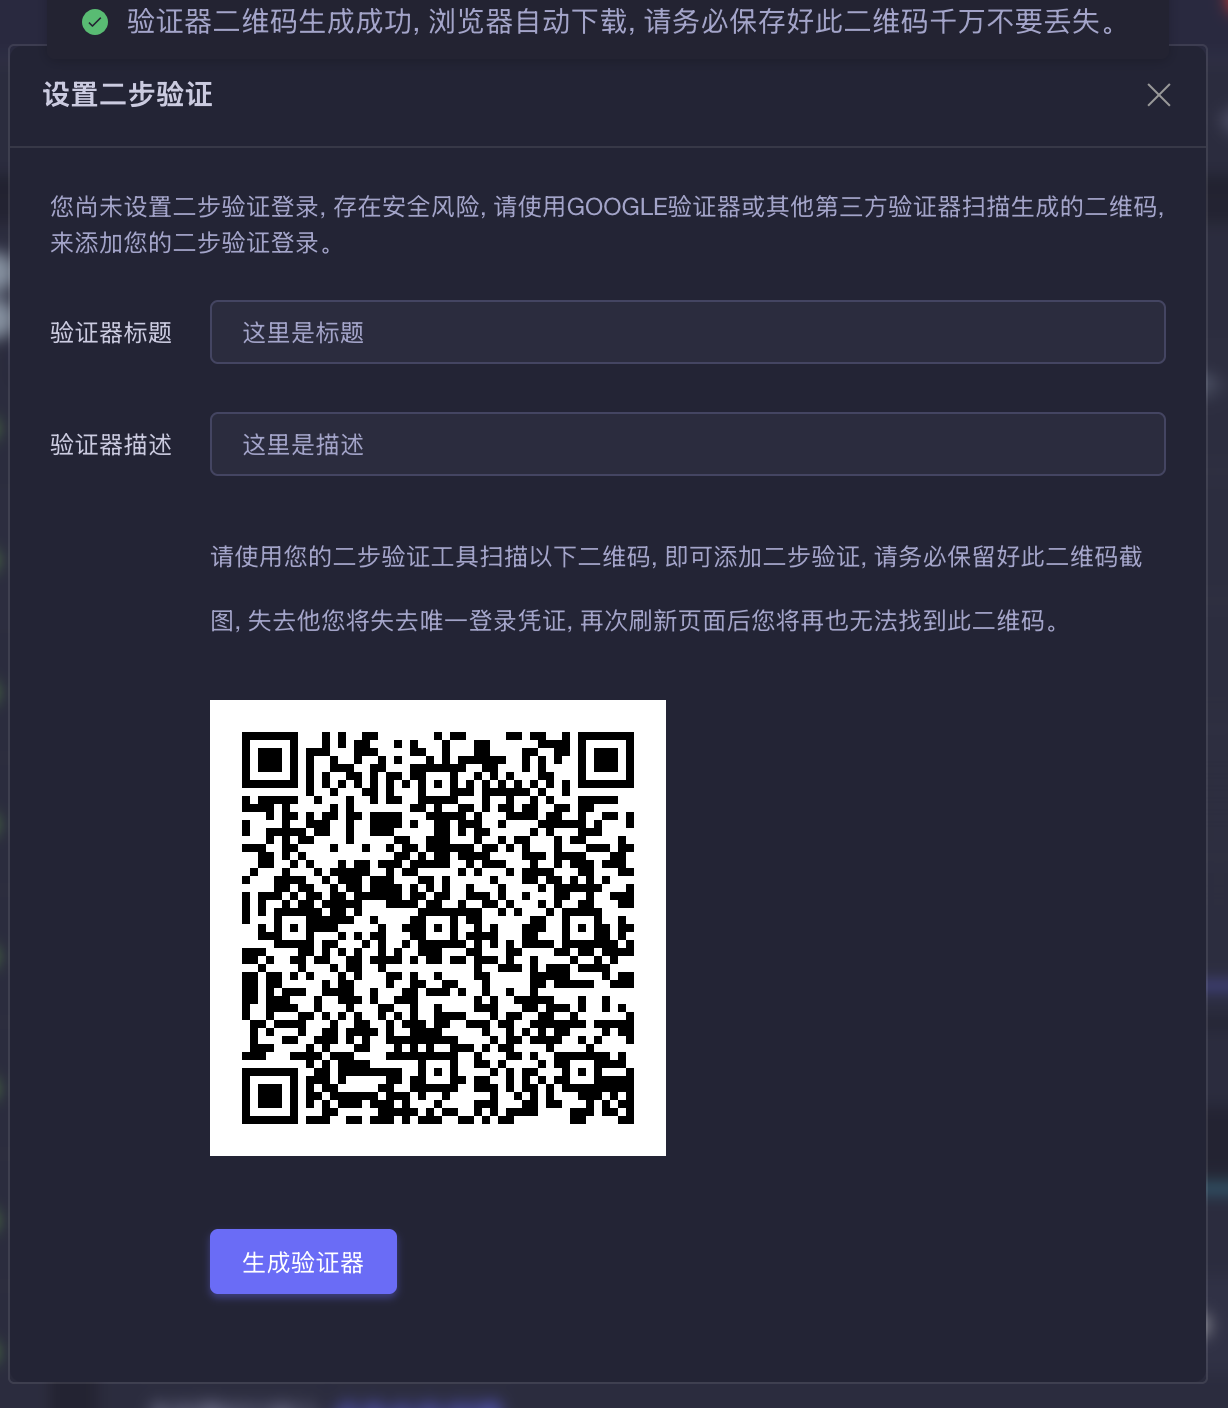 验证器二维码生成成功, 浏览器自动下载, 请务必保存好此二维码千万不要丢失。
设置二步验证
您尚未设置二步验证登录, 存在安全风险, 请使用GOOGLE验证器或其他第三方验证器扫描生成的二维码,
来添加您的二步验证登录。
验证器标题
这里是标题
验证器描述
这里是描述
请使用您的二步验证工具扫描以下二维码, 即可添加二步验证, 请务必保留好此二维码截
图, 失去他您将失去唯一登录凭证, 再次刷新页面后您将再也无法找到此二维码。
生成验证器